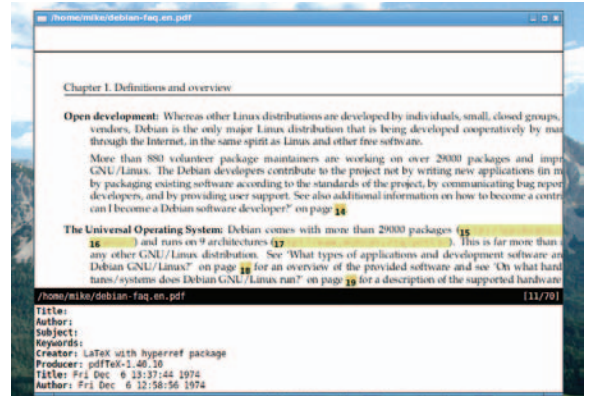 /home/mike/debian-faq.en.pdf
Chapter 1. Definitions and overview
Open development: Whereas other Linux distributions are developed by individuals, small, closed groups,
vendors, Debian is the only major Linux distribution that is being developed cooperatively by
through the Internet, in the same spirit as Linux and other free software.
More than 880 volunteer package maintainers are working on over 29000 packages and
GNU/Linux. The Debian developers contribute to the project not by writing new applications (in
by packaging existing software according to the standards of the project, by communicating bug
developers, and by providing user support. See also additional information on how to become a
can I become a Debian software developer?' on page 14
The Universal Operating System: Debian comes with more than 29000 packages (15
16 ) and runs on 9 architectures (17 ). This is far more than
any other GNU/Linux distribution. See 'What types of applications and development software
Debian GNU/Linux?' on page 18 for an overview of the provided software and see 'On what
tures/systems does Debian GNU/Linux run?' on page 19 for a description of the supported hardware
/home/mike/debian-faq.en.pdf [11/70]
Title:
Author:
Subject:
Keywords:
Creator: LaTeX with hyperref package
Producer: pdfTeX-1.40.10
Title: Fri Dec 6 13:37:44 1974
Author: Fri Dec 6 12:58:56 1974